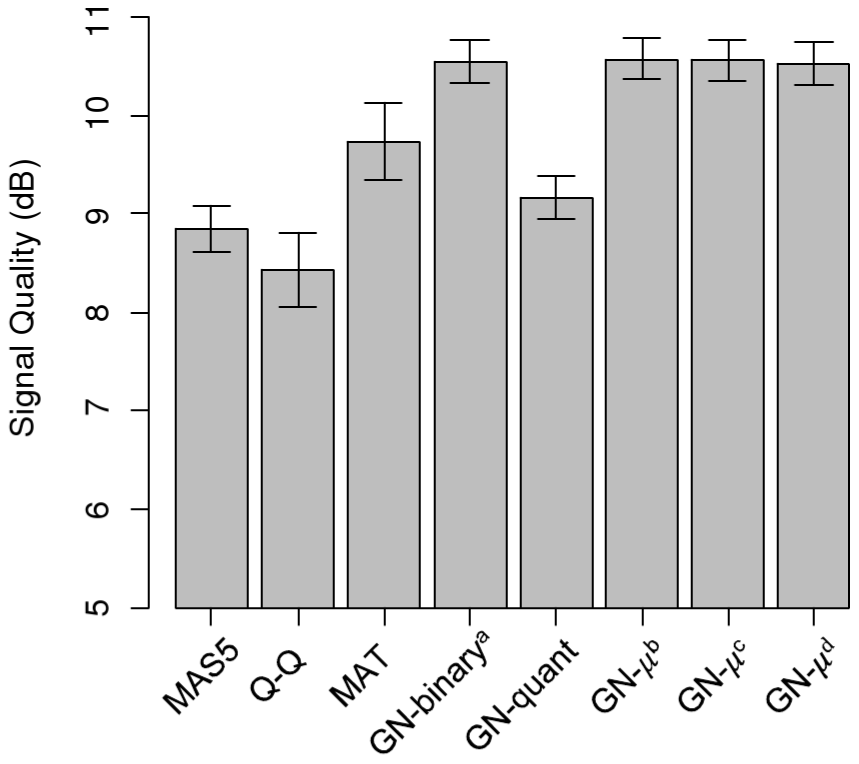 Signal Quality (dB)
11
10
9
8
7
6
5
MAS5
Q-Q
MAT
GN-binaryᵃ
GN-quant
GN-μᵇ
GN-μᶜ
GN-μᵈ